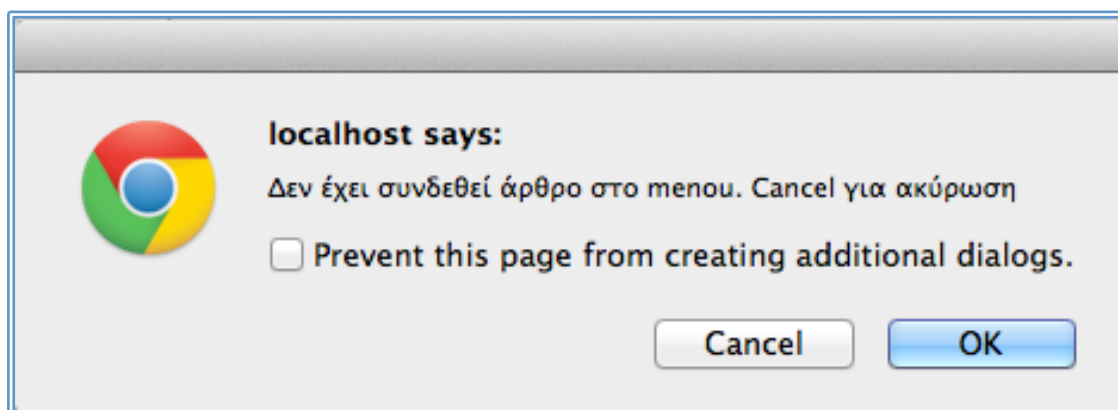 localhost says:
Δεν έχει συνδεθεί άρθρο στο menou. Cancel για ακύρωση
Prevent this page from creating additional dialogs.
Cancel OK